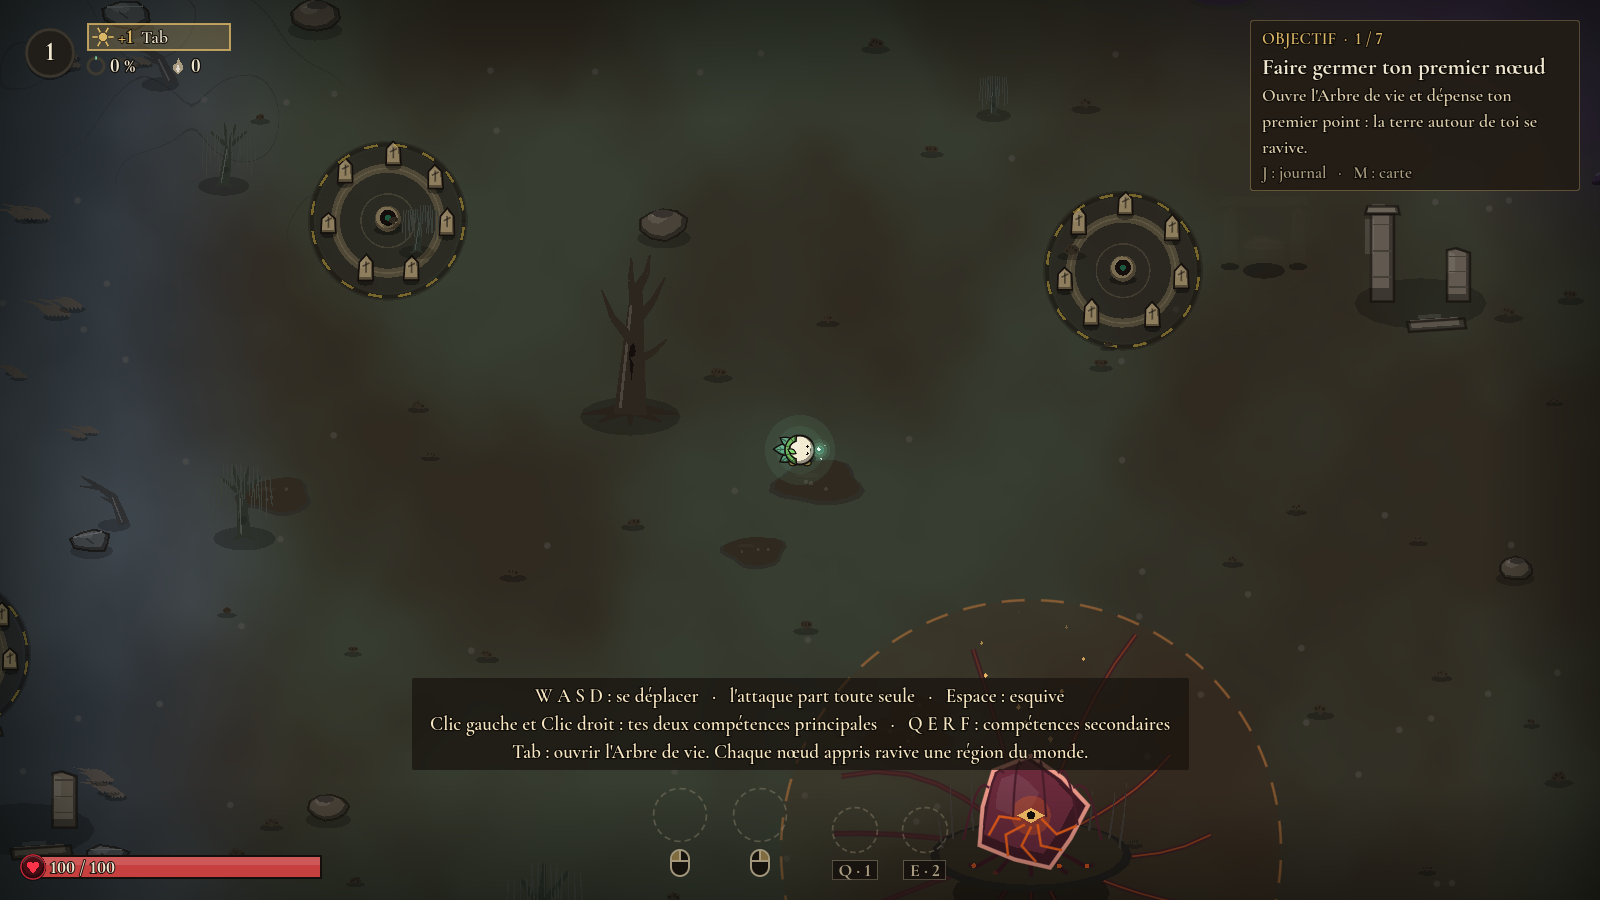 1
+1 Tab
0 %
0
OBJECTIF · 1 / 7
Faire germer ton premier nœud
Ouvre l'Arbre de vie et dépense ton
premier point : la terre autour de toi se
ravive.
J : journal · M : carte
W A S D : se déplacer · l'attaque part toute seule · Espace : esquive
Clic gauche et Clic droit : tes deux compétences principales · Q E R F : compétences secondaires
Tab : ouvrir l'Arbre de vie. Chaque nœud appris ravive une région du monde.
Q · 1
E · 2
100 / 100